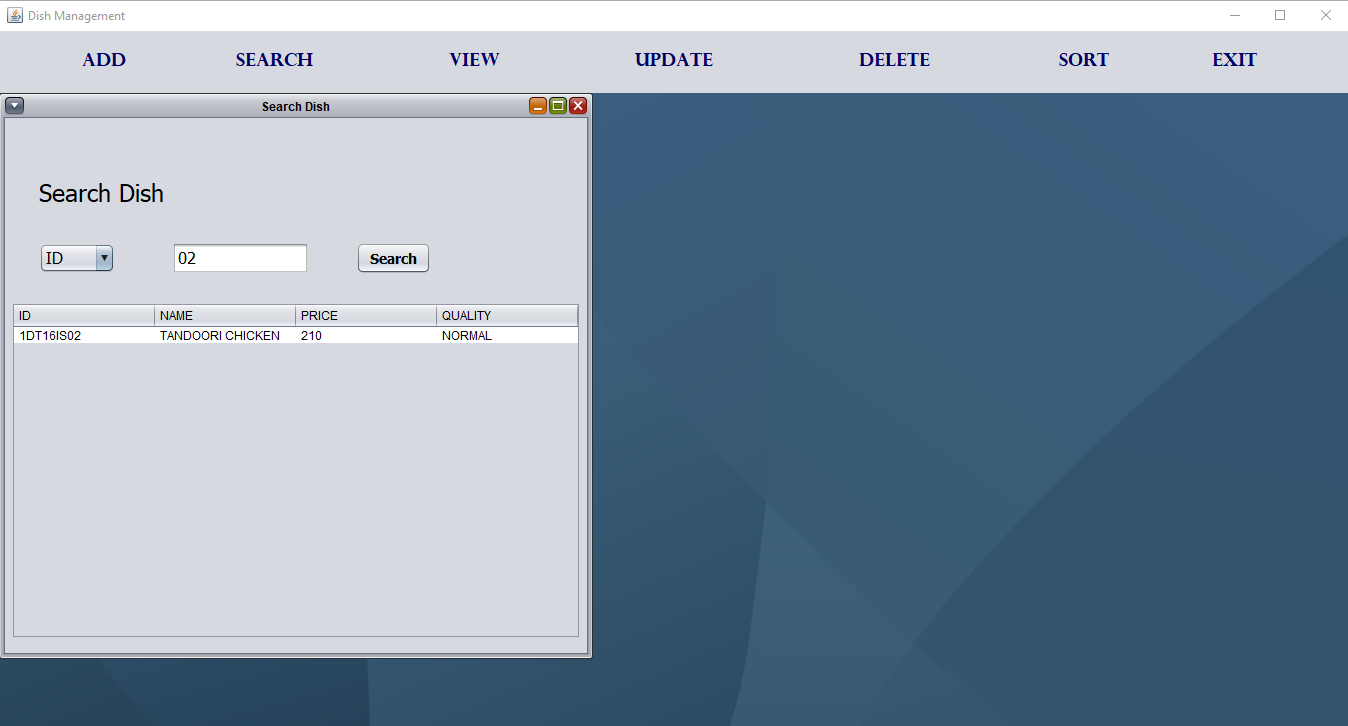 Dish Management
ADD SEARCH VIEW UPDATE DELETE SORT EXIT
Search Dish
Search Dish
ID 02 Search
ID NAME PRICE QUALITY
1DT16IS02 TANDOORI CHICKEN 210 NORMAL